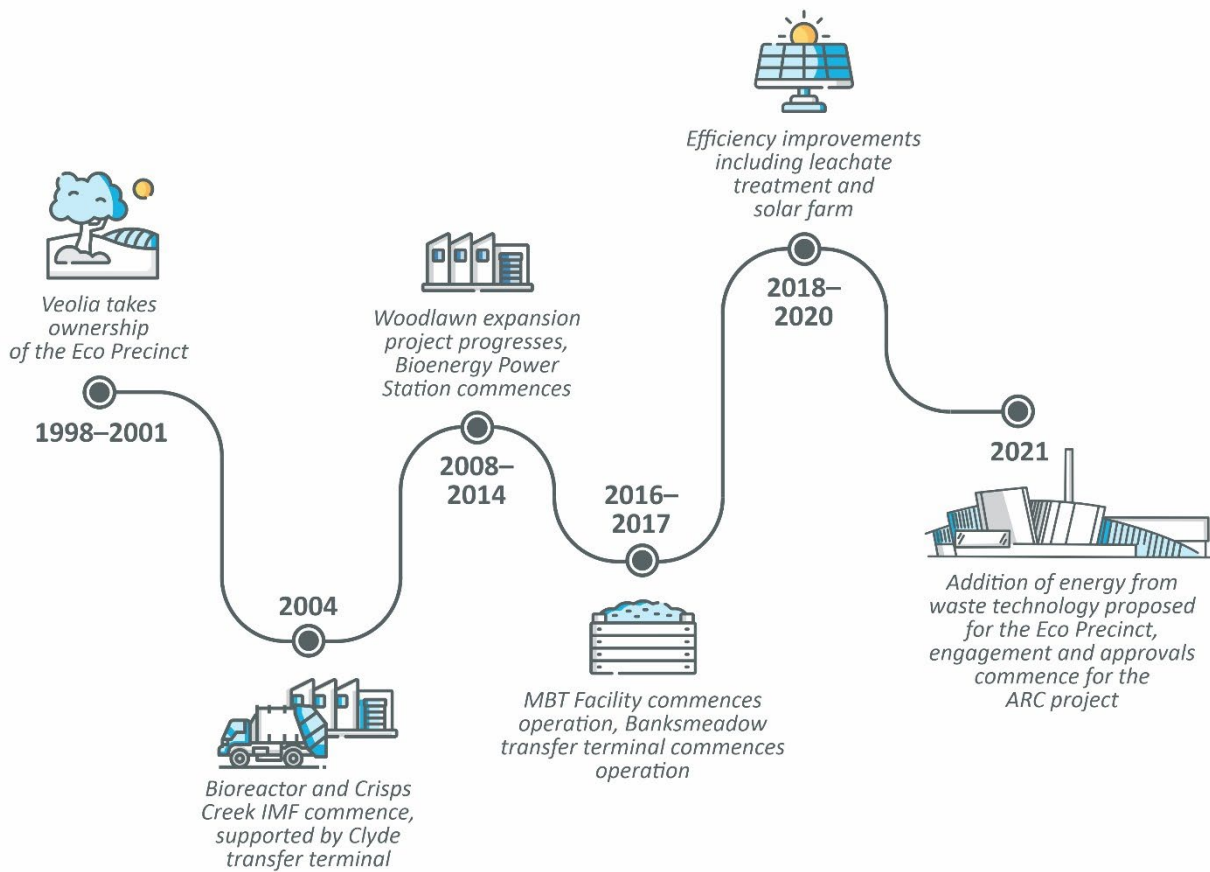 Veolia takes
ownership
of the Eco Precinct
1998–2001
2004
Bioreactor and Crisps
Creek IMF commence,
supported by Clyde
transfer terminal
Woodlawn expansion
project progresses,
Bioenergy Power
Station commences
2008–
2014
2016–
2017
MBT Facility commences
operation, Banksmeadow
transfer terminal commences
operation
Efficiency improvements
including leachate
treatment and
solar farm
2018–
2020
2021
Addition of energy from
waste technology proposed
for the Eco Precinct,
engagement and approvals
commence for the
ARC project